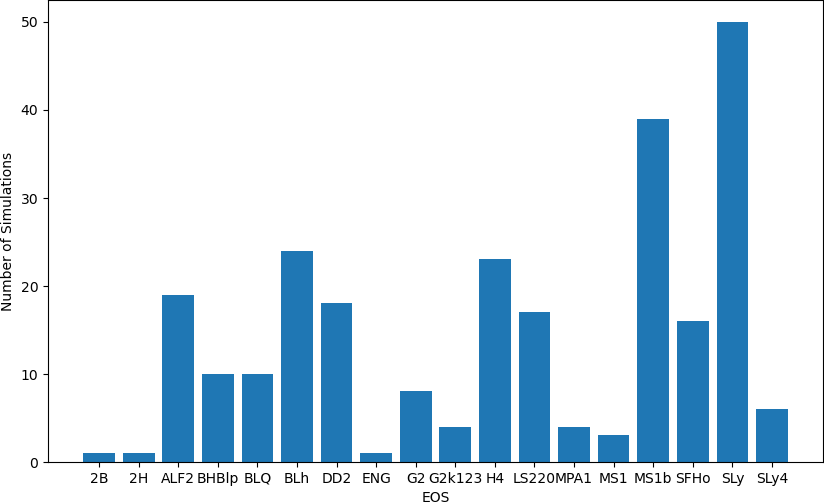 50
40
30
20
10
0
Number of Simulations
2B 2H ALF2 BHBlp BLQ BLh DD2 ENG G2 G2k123 H4 LS220 MPA1 MS1 MS1b SFHo SLy SLy4
EOS